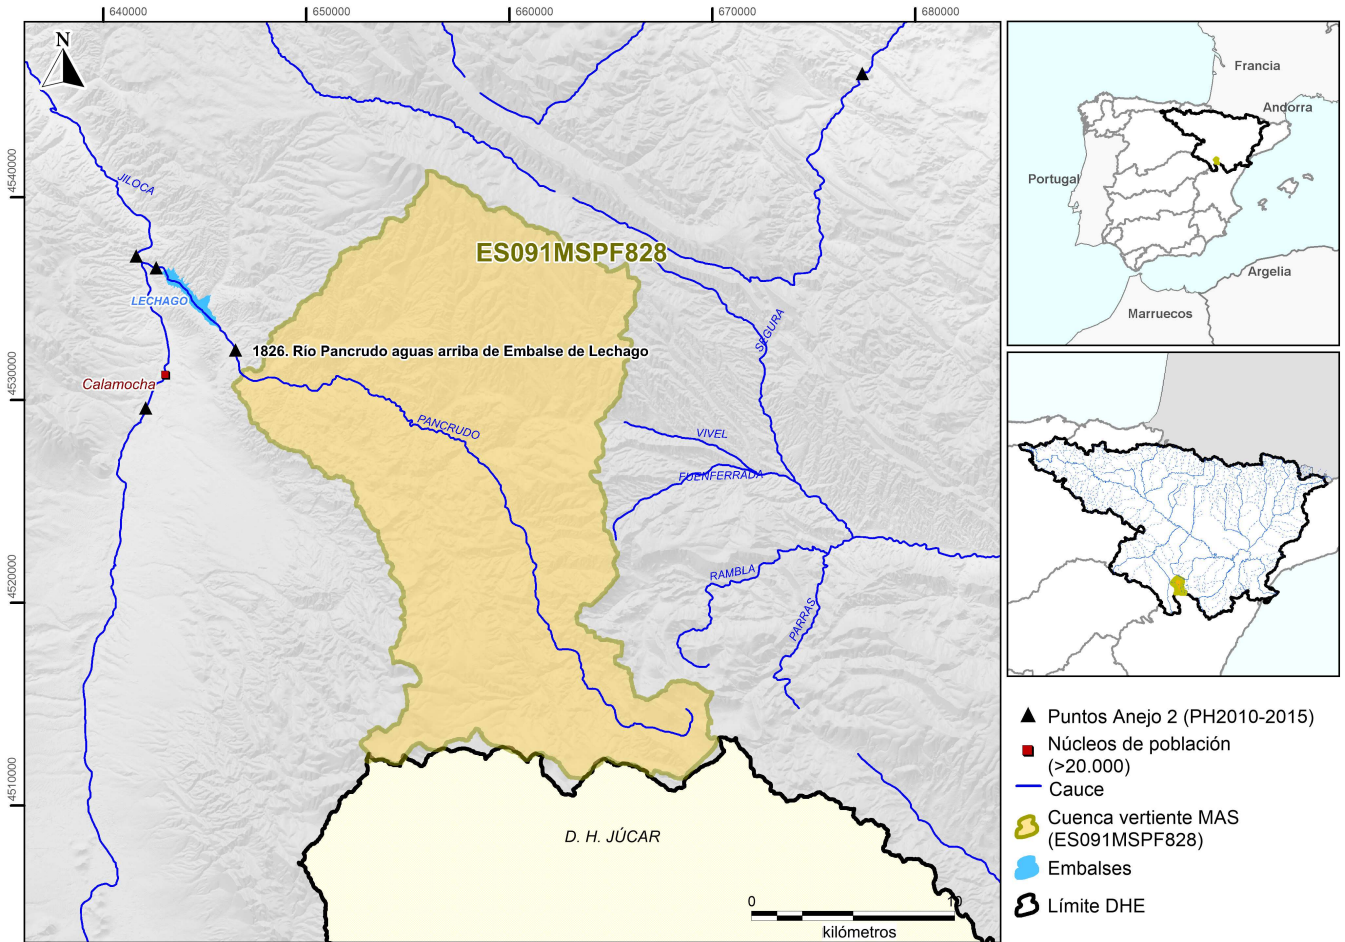 640000
650000
660000
670000
680000
N
4540000
4530000
4520000
4510000
JILOCA
ES091MSPF828
LECHAGO
1826. Río Pancrudo aguas arriba de Embalse de Lechago
Calamocha
PANCRUDO
SEGURA
VIVEL
FUENFERRADA
RAMBLA
PARRAS
D. H. JÚCAR
0
10
kilómetros
Francia
Andorra
Portugal
Argelia
Marruecos
Puntos Anejo 2 (PH2010-2015)
Núcleos de población
(>20.000)
Cauce
Cuenca vertiente MAS
(ES091MSPF828)
Embalses
Límite DHE